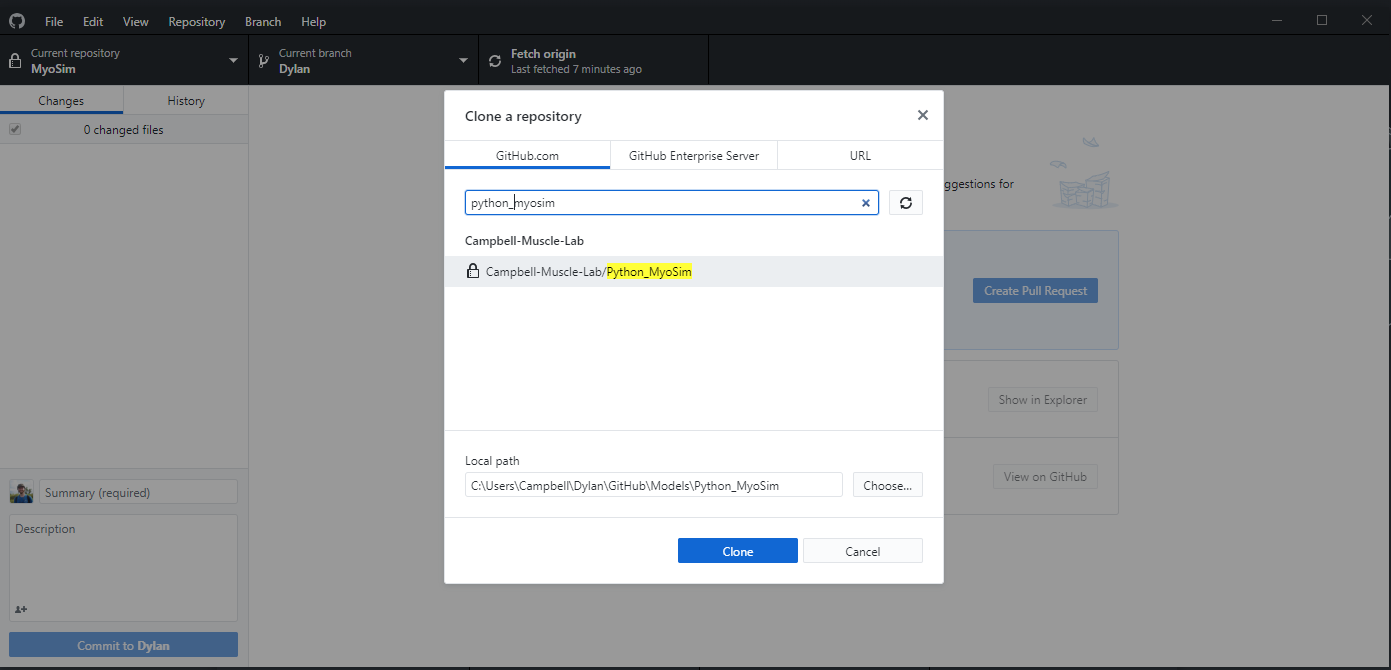 File Edit View Repository Branch Help
Current repository
MyoSim
Current branch
Dylan
Fetch origin
Last fetched 7 minutes ago
Changes History
0 changed files
Clone a repository
GitHub.com GitHub Enterprise Server URL
python_myosim
Campbell-Muscle-Lab
Campbell-Muscle-Lab/Python_MyoSim
Local path
C:\Users\Campbell\Dylan\GitHub\Models\Python_MyoSim
Choose...
Clone Cancel
ggestions for
Create Pull Request
Show in Explorer
View on GitHub
Summary (required)
Description
Commit to Dylan